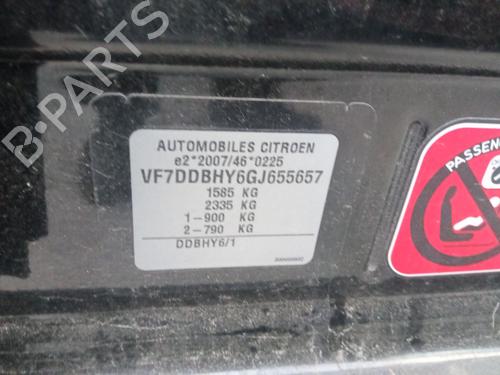 B-PARTS
AUTOMOBILES CITROEN
e2*2007/46*0225
VF7DDBHY6GJ655657
1585 KG
2335 KG
1-900 KG
2-790 KG
DDBHY6/1
PASSENG